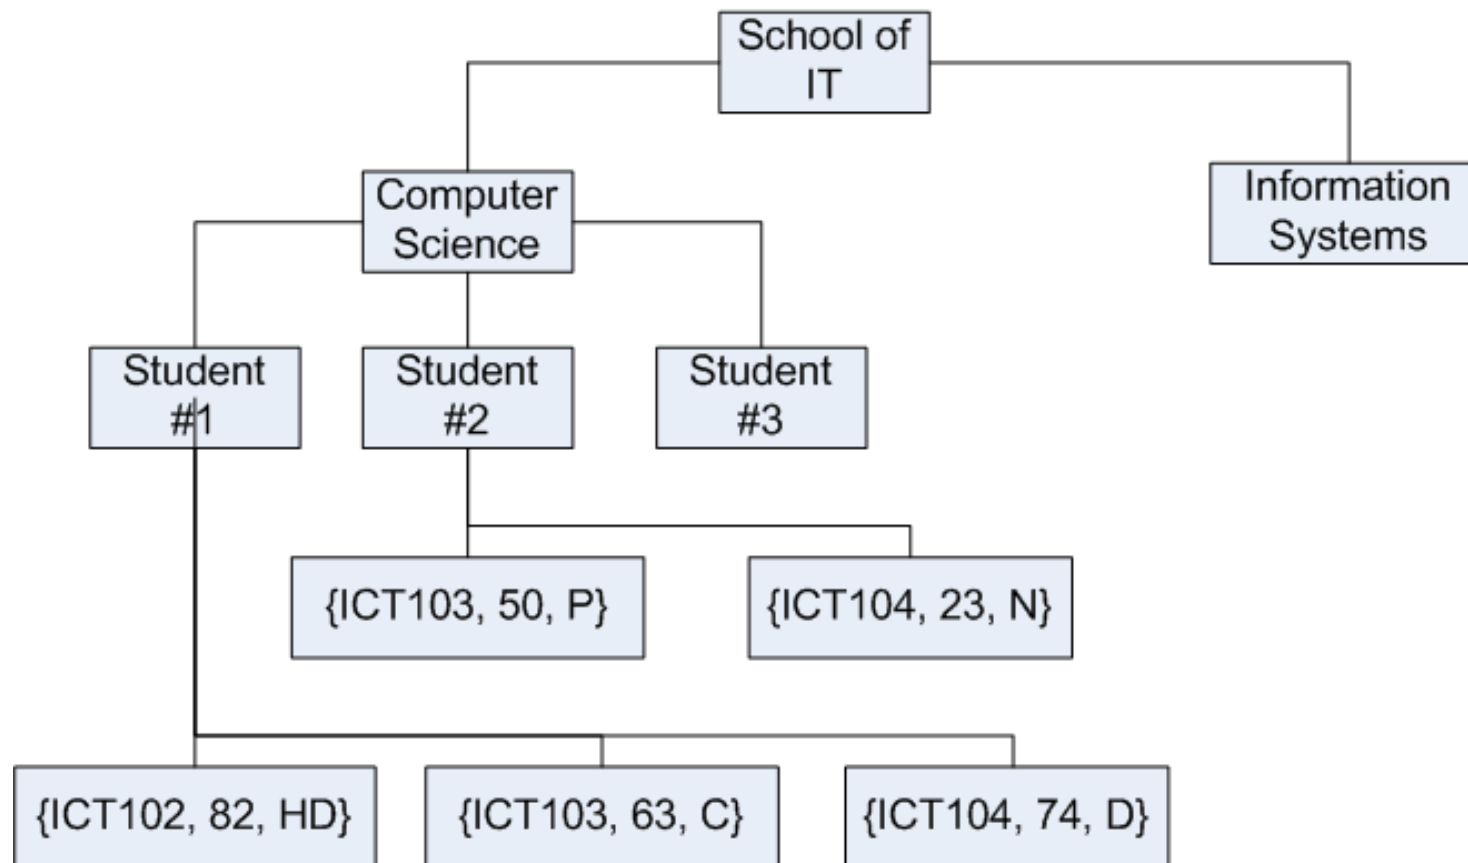 School of
IT
Computer
Science
Information
Systems
Student
#1
Student
#2
Student
#3
{ICT103, 50, P}
{ICT104, 23, N}
{ICT102, 82, HD}
{ICT103, 63, C}
{ICT104, 74, D}